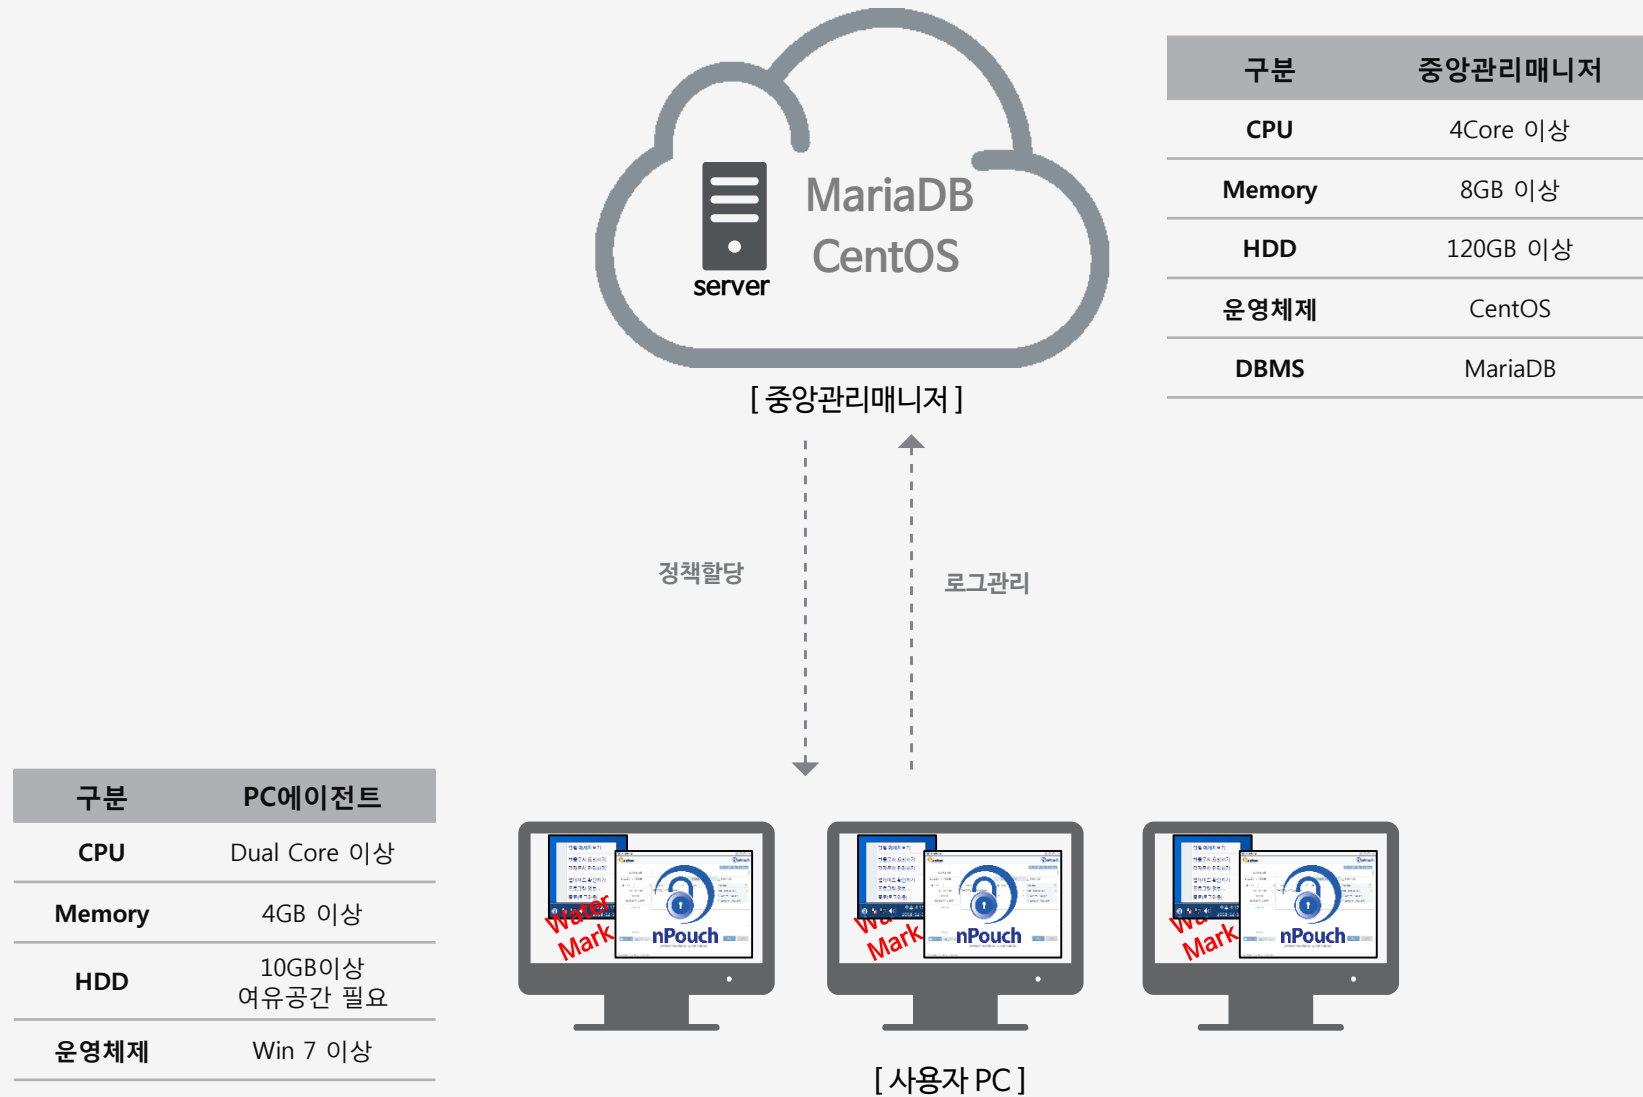 MariaDB
CentOS
server
[ 중앙관리매니저 ]
구분 중앙관리매니저
CPU 4Core 이상
Memory 8GB 이상
HDD 120GB 이상
운영체제 CentOS
DBMS MariaDB
정책할당
로그관리
구분 PC에이전트
CPU Dual Core 이상
Memory 4GB 이상
HDD 10GB이상
여유공간 필요
운영체제 Win 7 이상
Water
Mark
nPouch
Mark
nPouch
Mark
nPouch
[ 사용자 PC ]